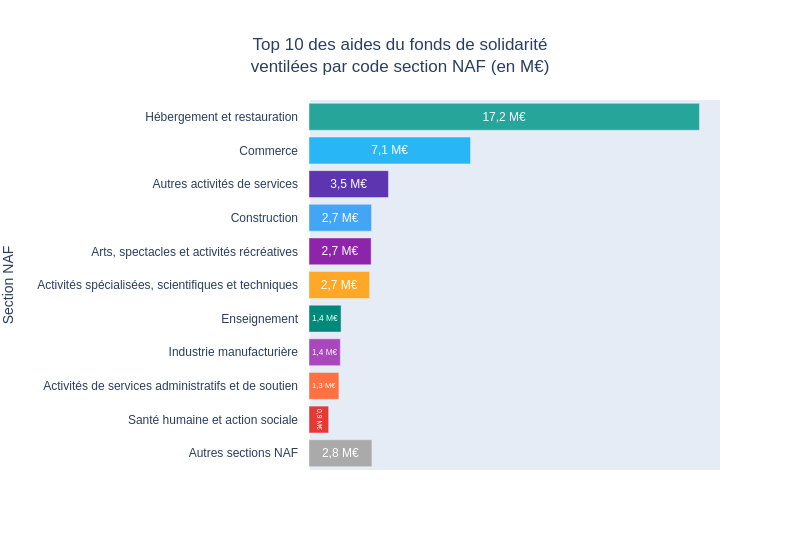 Top 10 des aides du fonds de solidarité
ventilées par code section NAF (en M€)
Section NAF
Hébergement et restauration 17,2 M€
Commerce 7,1 M€
Autres activités de services 3,5 M€
Construction 2,7 M€
Arts, spectacles et activités récréatives 2,7 M€
Activités spécialisées, scientifiques et techniques 2,7 M€
Enseignement 1,4 M€
Industrie manufacturière 1,4 M€
Activités de services administratifs et de soutien 1,3 M€
Santé humaine et action sociale 0,9 M€
Autres sections NAF 2,8 M€